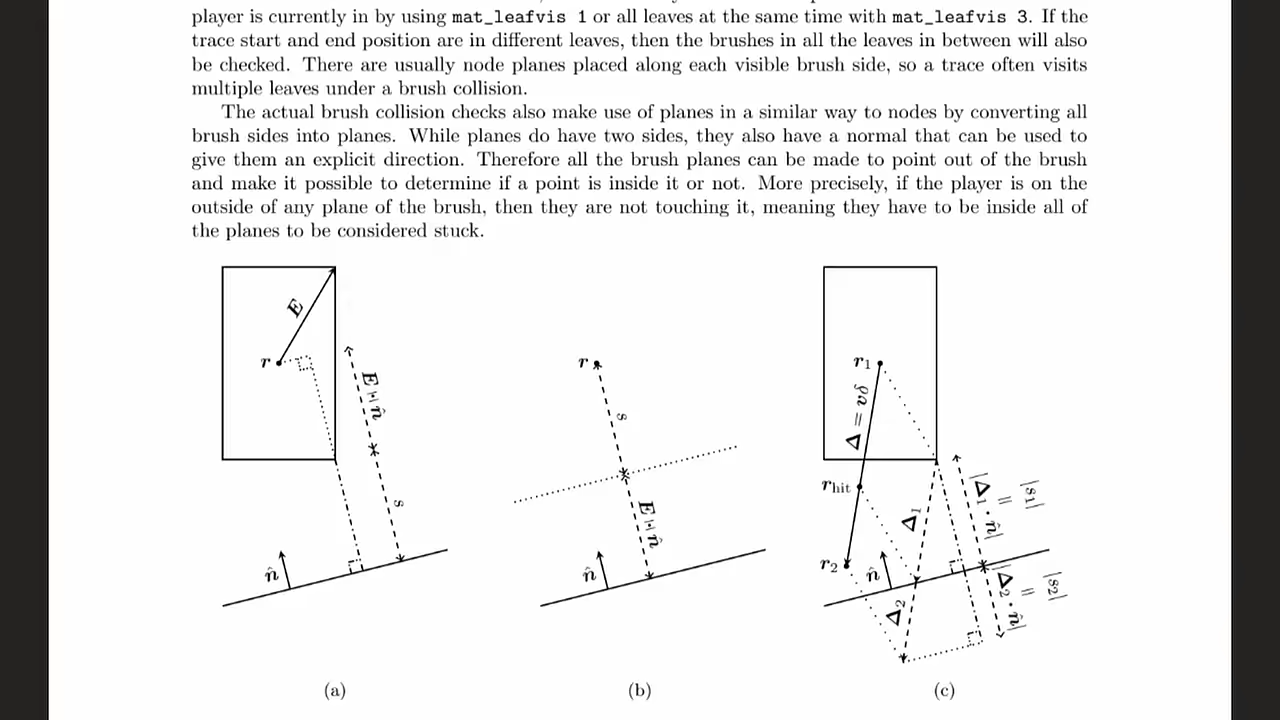 player is currently in by using mat_leafvis 1 or all leaves at the same time with mat_leafvis 3. If the
trace start and end position are in different leaves, then the brushes in all the leaves in between will also
be checked. There are usually node planes placed along each visible brush side, so a trace often visits
multiple leaves under a brush collision.
The actual brush collision checks also make use of planes in a similar way to nodes by converting all
brush sides into planes. While planes do have two sides, they also have a normal that can be used to
give them an explicit direction. Therefore all the brush planes can be made to point out of the brush
and make it possible to determine if a point is inside it or not. More precisely, if the player is on the
outside of any plane of the brush, then they are not touching it, meaning they have to be inside all of
the planes to be considered stuck.
E
r
E |·| n̂
s
n̂
(a)
r
s
E |·| n̂
n̂
(b)
r₁
Δ = ϱv
r_hit
r₂
n̂
Δ₁
Δ₂
|s₁|
=
|Δ₁ · n̂|
|s₂|
=
|Δ₂ · n̂|
(c)